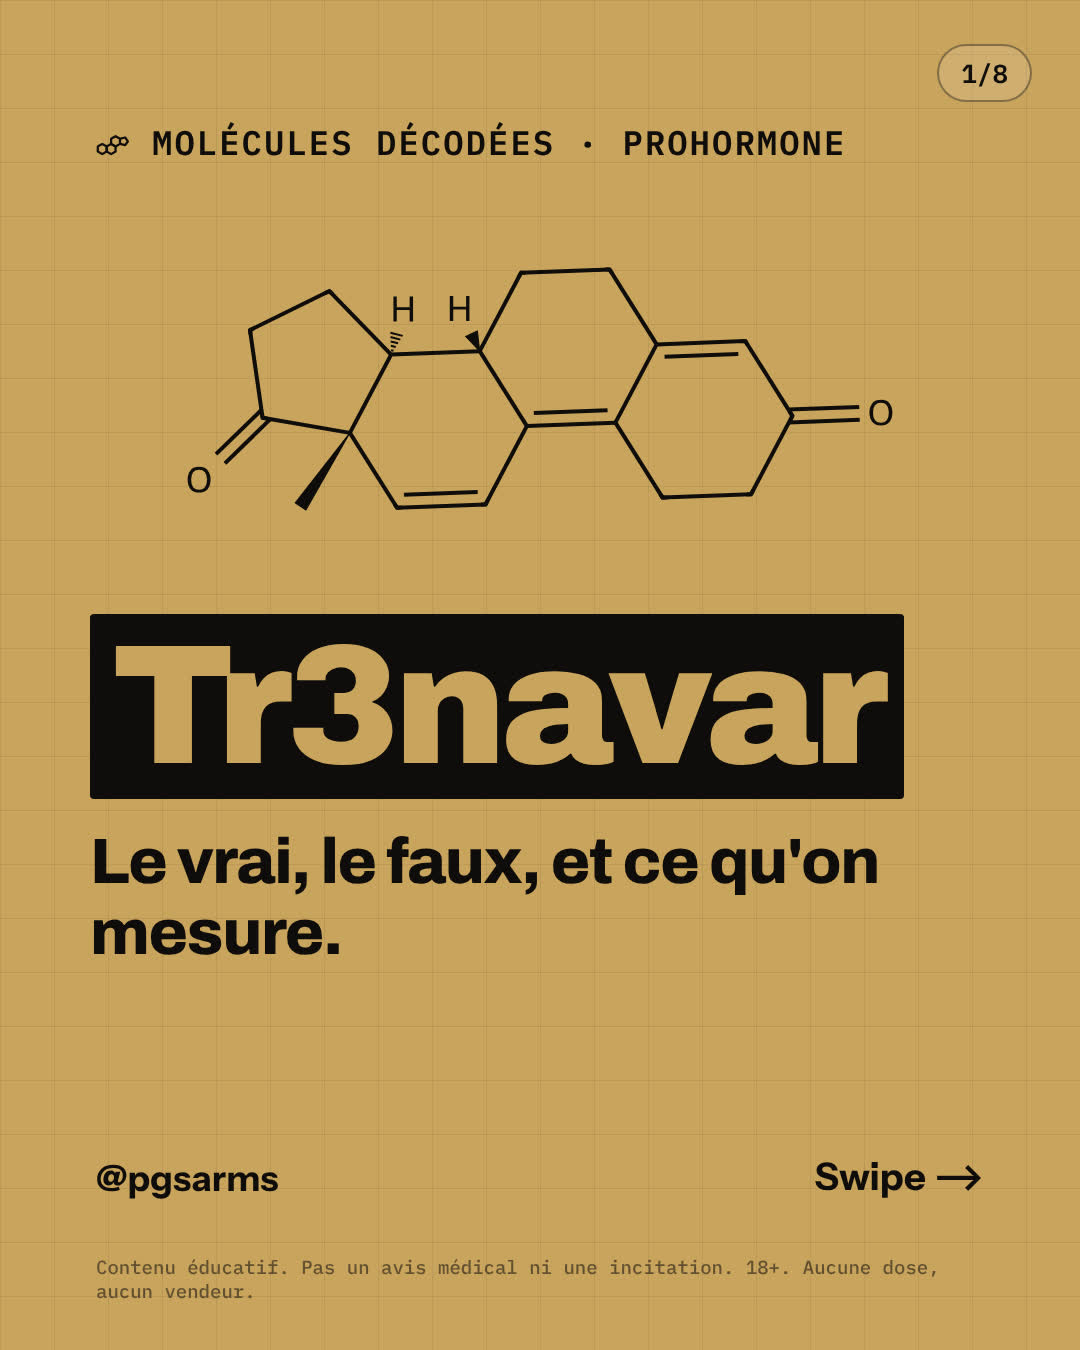 1/8
MOLÉCULES DÉCODÉES · PROHORMONE
H H
O
O
Tr3navar
Le vrai, le faux, et ce qu'on
mesure.
@pgsarms
Swipe →
Contenu éducatif. Pas un avis médical ni une incitation. 18+. Aucune dose,
aucun vendeur.